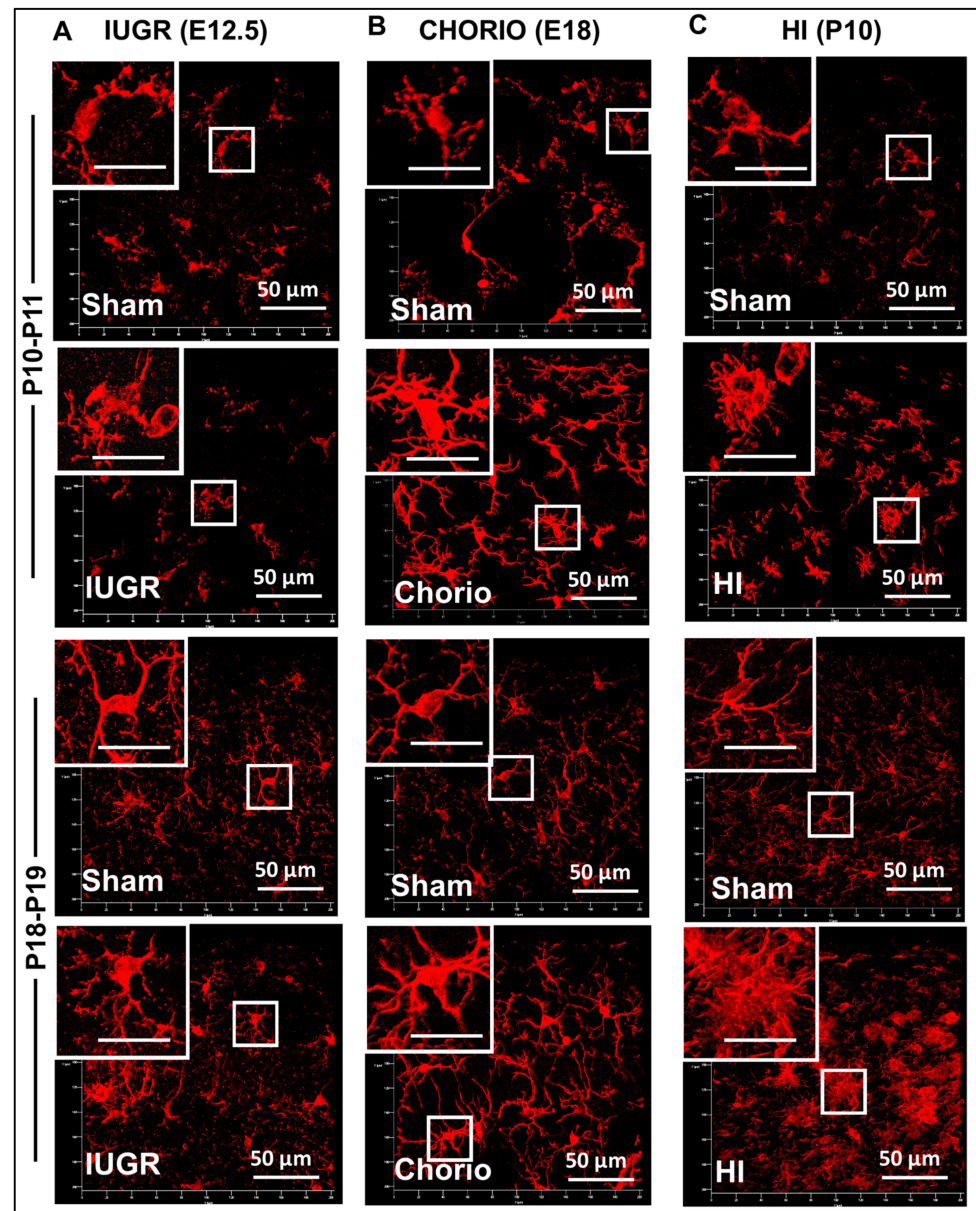 A IUGR (E12.5)
B CHORIO (E18)
C HI (P10)
P10-P11
50 µm
Sham
50 µm
Sham
50 µm
Sham
50 µm
IUGR
50 µm
Chorio
50 µm
HI
P18-P19
50 µm
Sham
50 µm
Sham
50 µm
Sham
50 µm
IUGR
50 µm
Chorio
50 µm
HI